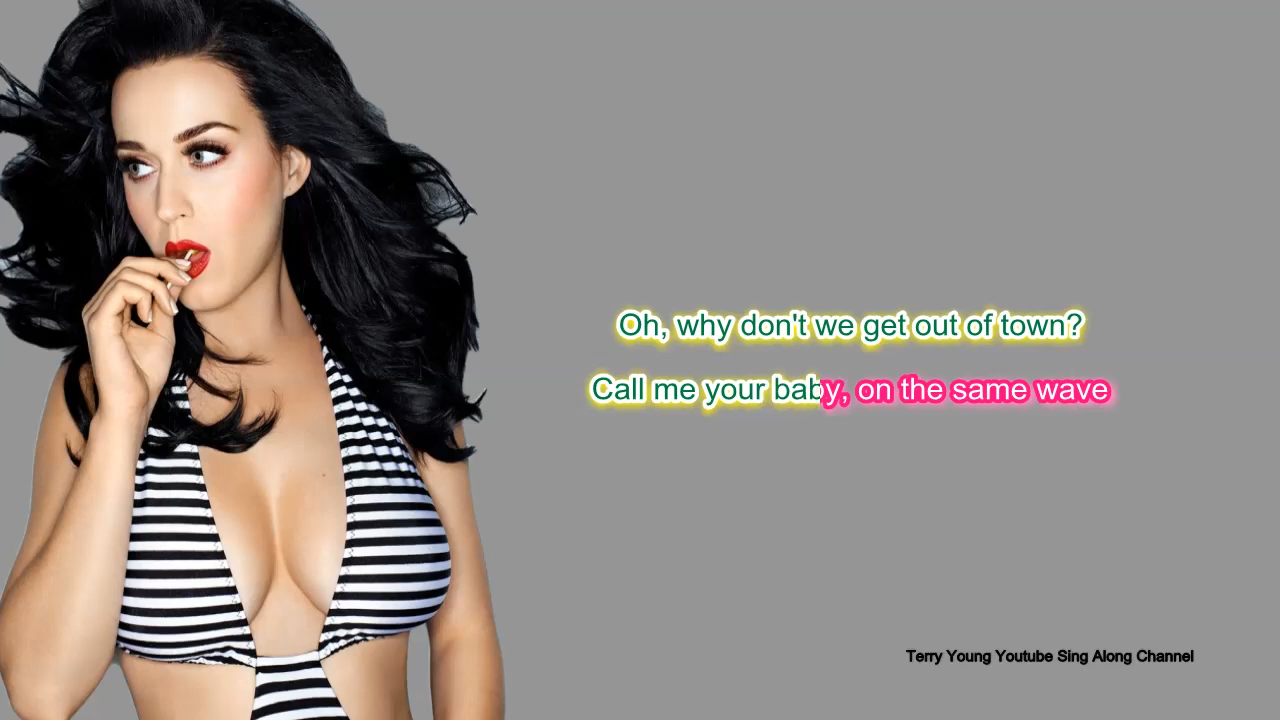 Oh, why don't we get out of town?
Call me your baby, on the same wave
Terry Young Youtube Sing Along Channel